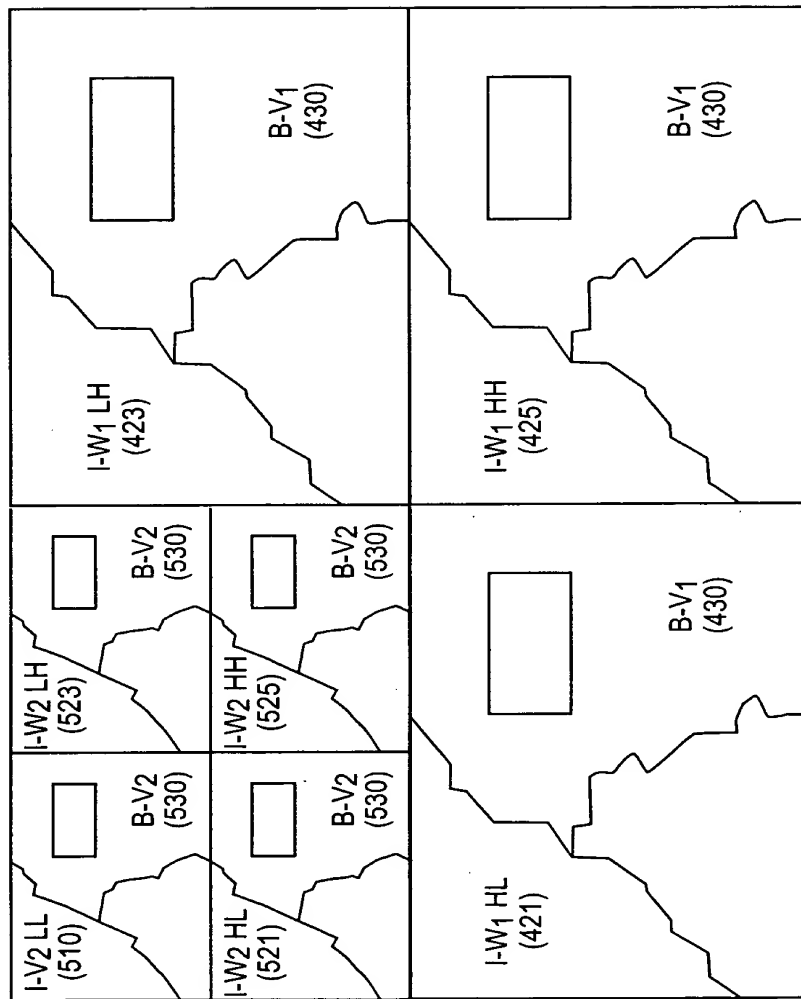 I-V2 LL
(510)
B-V2
(530)
I-W2 LH
(523)
B-V2
(530)
I-W1 LH
(423)
B-V1
(430)
I-W2 HL
(521)
B-V2
(530)
I-W2 HH
(525)
B-V2
(530)
I-W1 HL
(421)
B-V1
(430)
I-W1 HH
(425)
B-V1
(430)